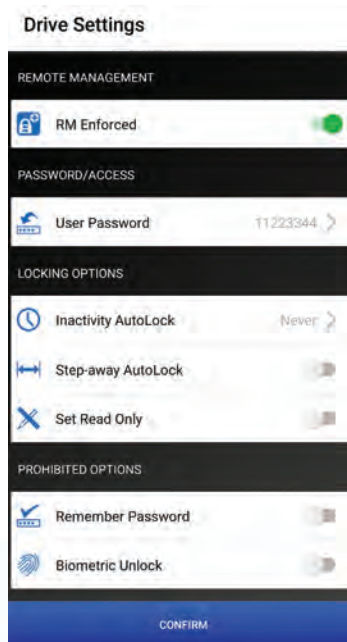 Drive Settings
REMOTE MANAGEMENT
RM Enforced
PASSWORD/ACCESS
User Password 11223344
LOCKING OPTIONS
Inactivity AutoLock Never
Step-away AutoLock
Set Read Only
PROHIBITED OPTIONS
Remember Password
Biometric Unlock
CONFIRM